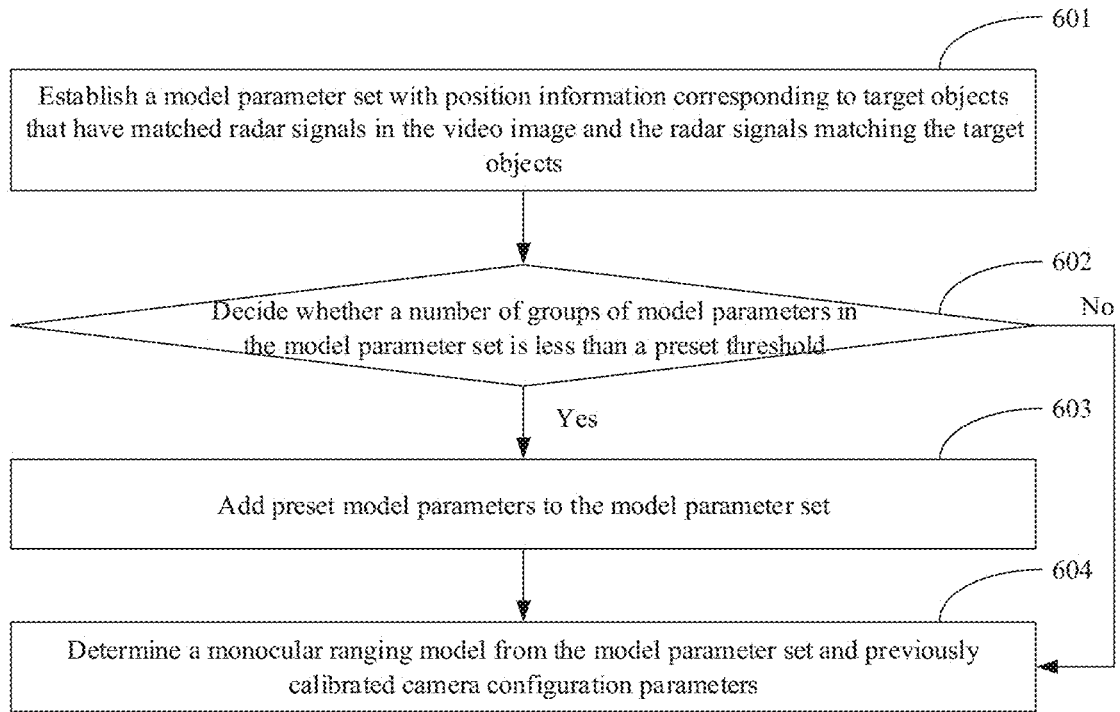 601
Establish a model parameter set with position information corresponding to target objects
that have matched radar signals in the video image and the radar signals matching the target
objects
602
Decide whether a number of groups of model parameters in
the model parameter set is less than a preset threshold
No
Yes
603
Add preset model parameters to the model parameter set
604
Determine a monocular ranging model from the model parameter set and previously
calibrated camera configuration parameters